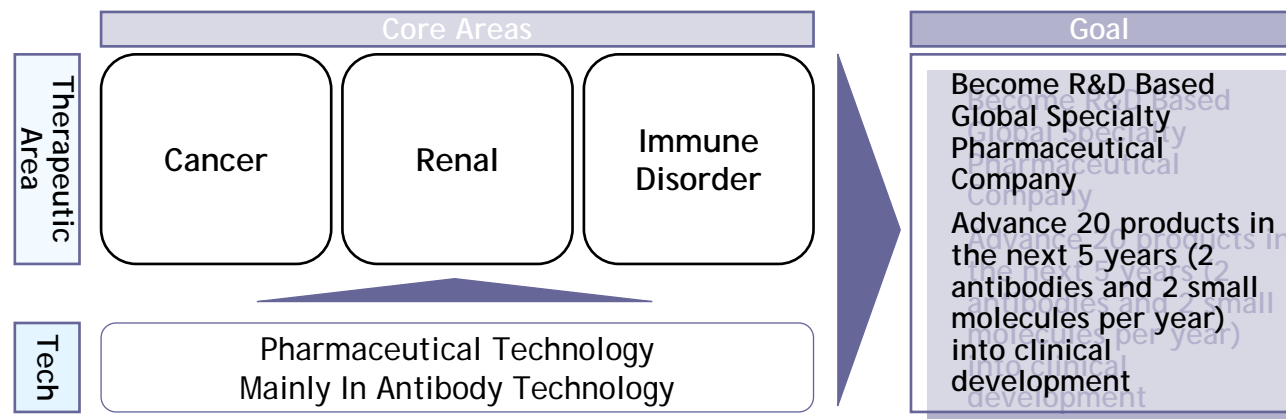 Core Areas
Goal
Therapeutic
Area
Cancer
Renal
Immune
Disorder
Tech
Pharmaceutical Technology
Mainly In Antibody Technology
Become R&D Based
Global Specialty
Pharmaceutical
Company
Advance 20 products in
the next 5 years (2
antibodies and 2 small
molecules per year)
into clinical
development